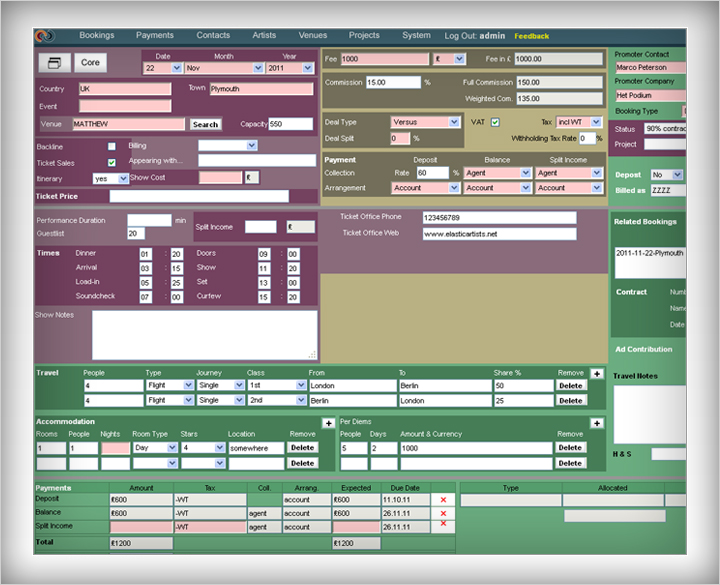 Bookings Payments Contacts Artists Venues Projects System Log Out: admin Feedback
Core
Date Month Year
22 Nov 2011
Country UK Town Plymouth
Event
Venue MATTHEW Search Capacity 550
Backline Billing
Ticket Sales Appearing with...
Itinerary yes Show Cost £
Ticket Price
Fee 1000 £ Fee in £ 1000.00
Commission 15.00 % Full Commission 150.00
Weighted Com. 135.00
Deal Type Versus VAT Tax incl WT
Deal Split 0 % Withholding Tax Rate 0 %
Payment Deposit Balance Split Income
Collection Rate 60 % Agent Agent
Arrangement Account Account Account
Promoter Contact
Marco Peterson
Promoter Company
Het Podium
Booking Type
Status 90% contrac
Project
Depost No
Billed as ZZZZ
Performance Duration min Split Income £
Guestlist 20
Ticket Office Phone 123456789
Ticket Office Web www.elasticartists.net
Times Dinner 01 : 20 Doors 09 : 00
Arrival 03 : 15 Show 11 : 20
Load-in 05 : 25 Set 13 : 00
Soundcheck 07 : 00 Curfew 15 : 20
Show Notes
Related Bookings
2011-11-22-Plymouth
Contract Numb
Name
Date
Ad Contribution
Travel People Type Journey Class From To Share % Remove +
4 Flight Single 1st London Berlin 50 Delete
4 Flight Single 2nd Berlin London 25 Delete
Travel Notes
H & S
Accommodation +
Rooms People Nights Room Type Stars Location Remove
1 1 Day 4 somewhere Delete
Delete
Per Diems +
People Days Amount & Currency Remove
5 2 1000 Delete
Delete
Payments Amount Tax Coll. Arrang. Expected Due Date
Deposit £600 -WT account £600 11.10.11 ×
Balance £600 -WT agent account £600 26.11.11 ×
Split Income -WT agent account 26.11.11 ×
Total £1200 £1200
Type Allocated